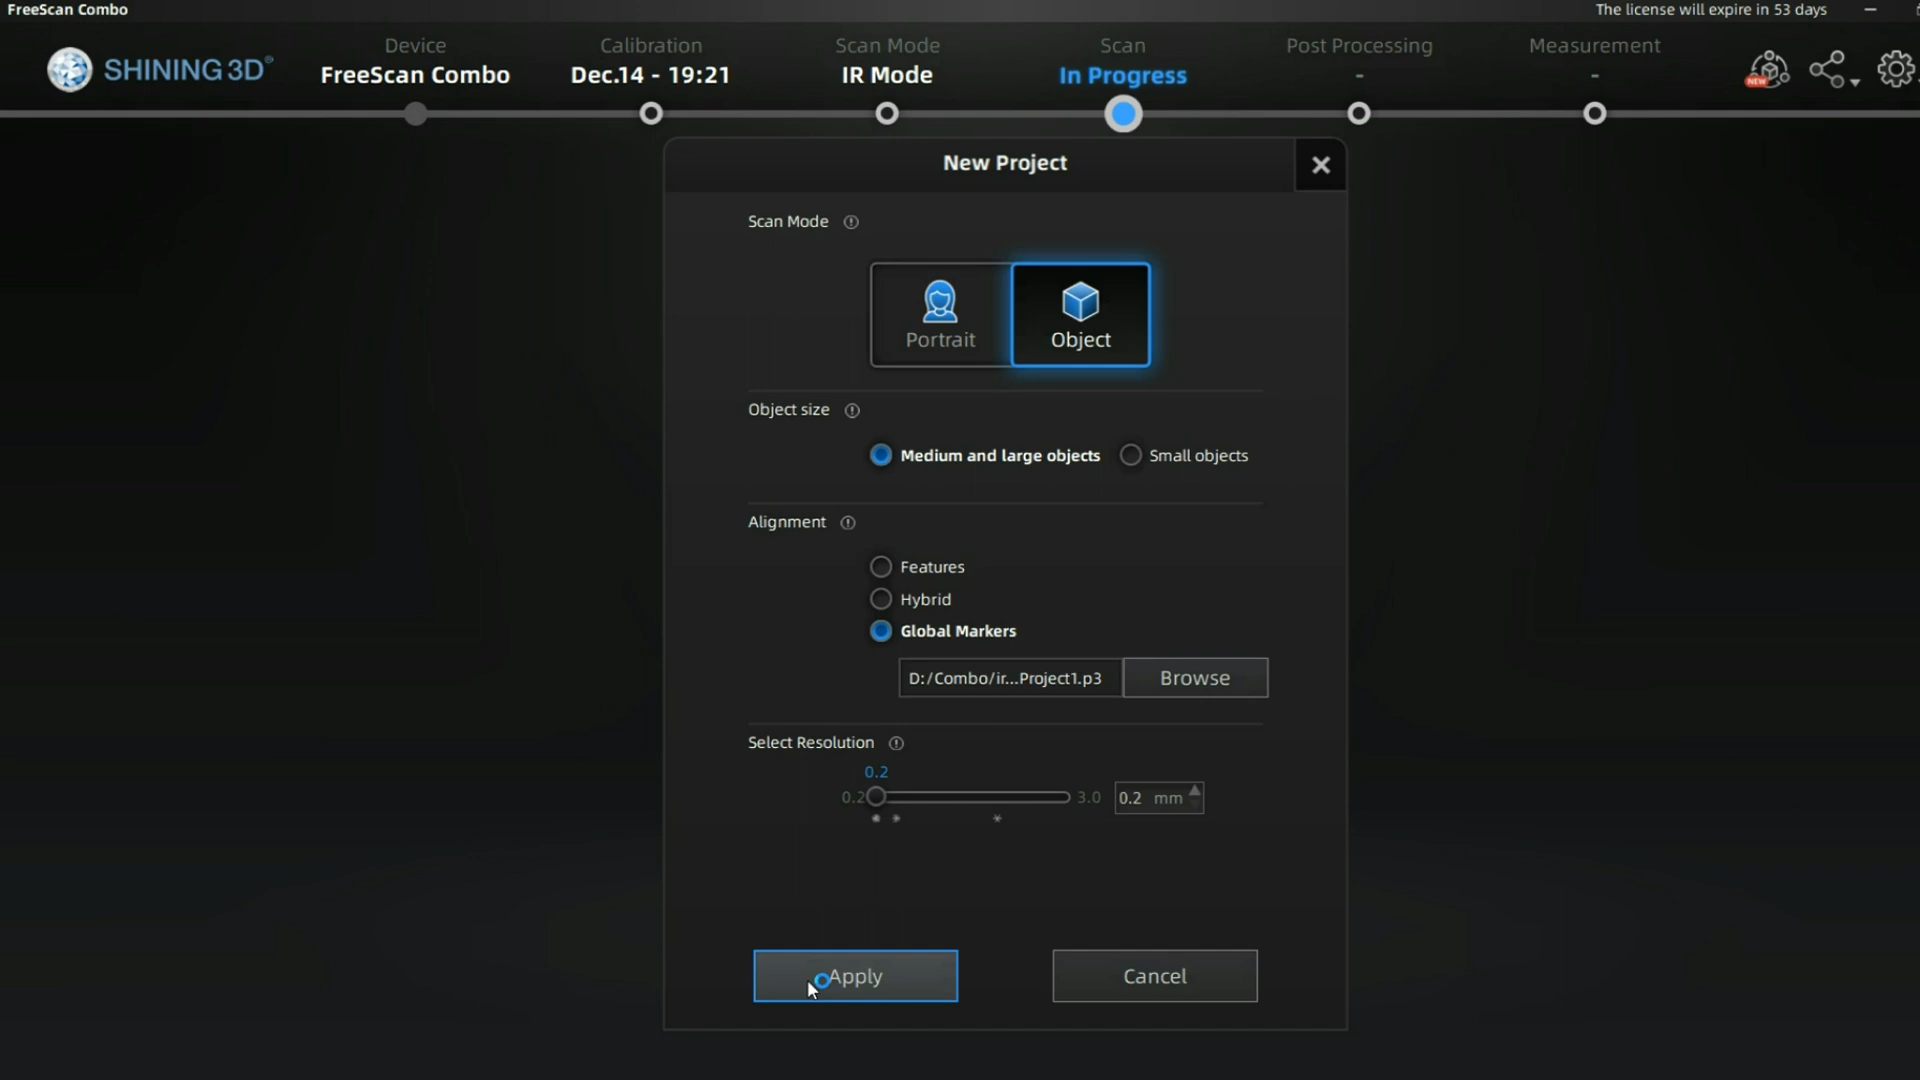 FreeScan Combo
The license will expire in 53 days
SHINING 3D®
Device
FreeScan Combo
Calibration
Dec.14 - 19:21
Scan Mode
IR Mode
Scan
In Progress
Post Processing
-
Measurement
-
NEW
New Project
Scan Mode
Portrait
Object
Object size
Medium and large objects
Small objects
Alignment
Features
Hybrid
Global Markers
D:/Combo/ir...Project1.p3
Browse
Select Resolution
0.2
0.2
3.0
0.2 mm
Apply
Cancel